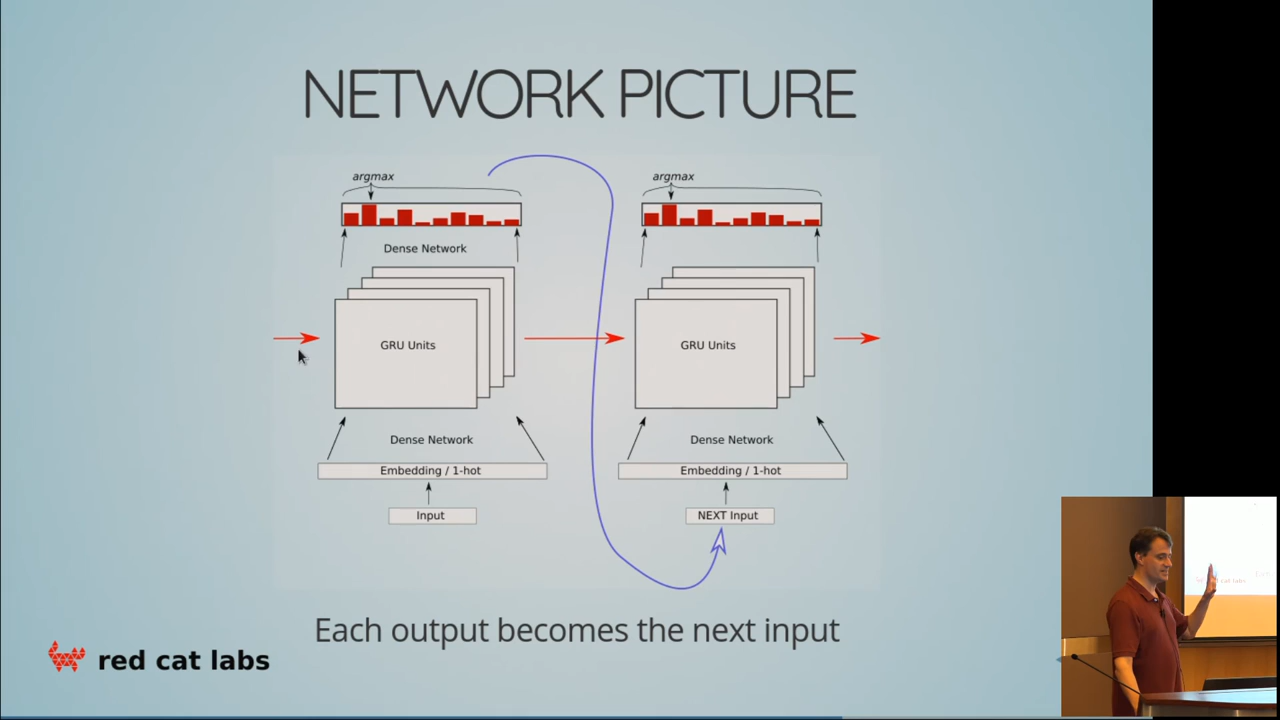 NETWORK PICTURE
argmax
Dense Network
GRU Units
Dense Network
Embedding / 1-hot
Input
argmax
GRU Units
Dense Network
Embedding / 1-hot
NEXT Input
Each output becomes the next input
red cat labs